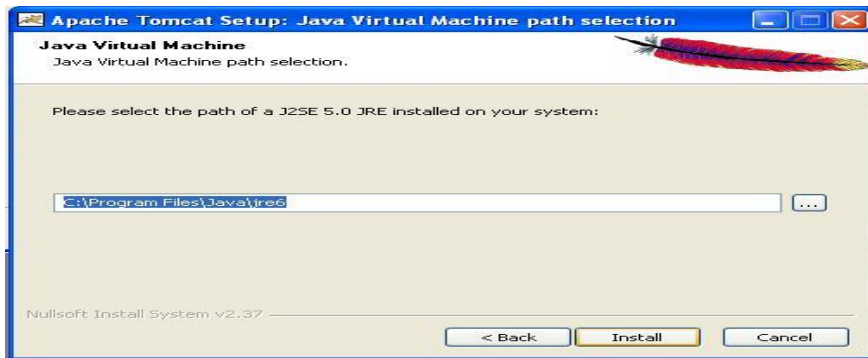 Apache Tomcat Setup: Java Virtual Machine path selection
Java Virtual Machine
Java Virtual Machine path selection.
Please select the path of a J2SE 5.0 JRE installed on your system:
C:\Program Files\Java\jre6
...
Nullsoft Install System v2.37
< Back
Install
Cancel